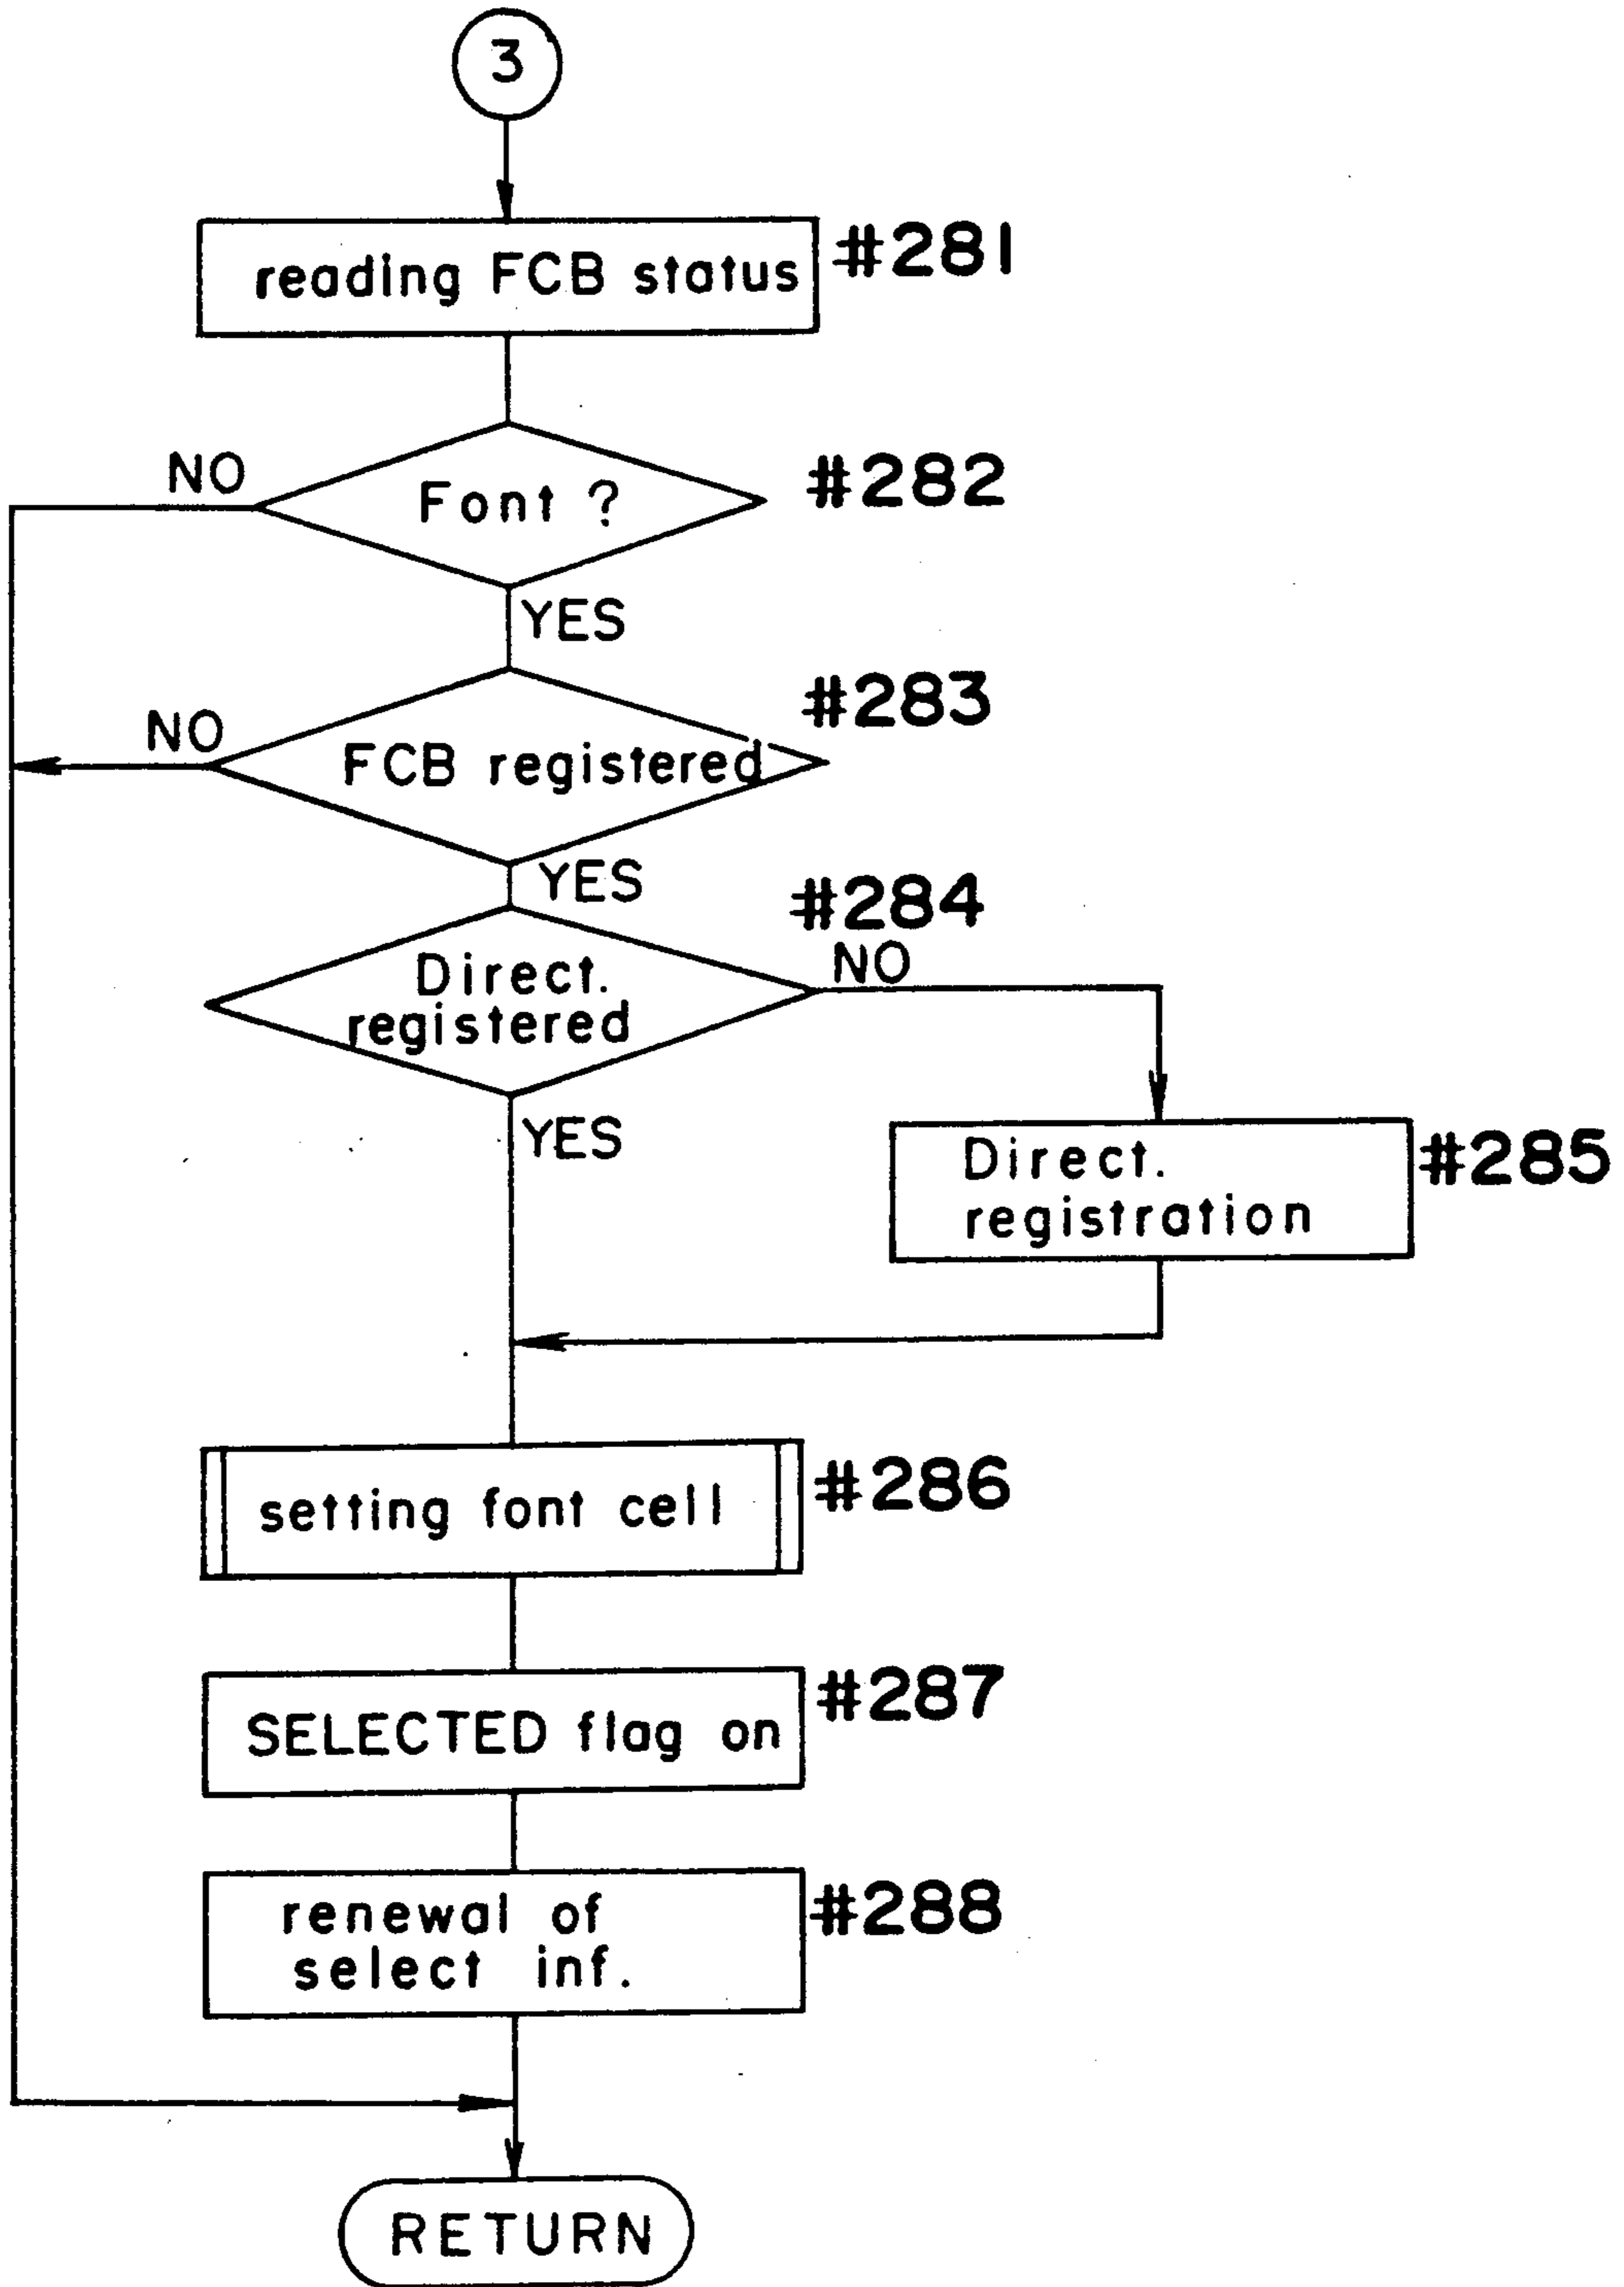 3
reading FCB status
#281
NO
Font ?
#282
YES
#283
NO
FCB registered
YES
#284
Direct.
registered
NO
YES
Direct.
registration
#285
setting font cell
#286
SELECTED flag on
#287
renewal of
select inf.
#288
RETURN